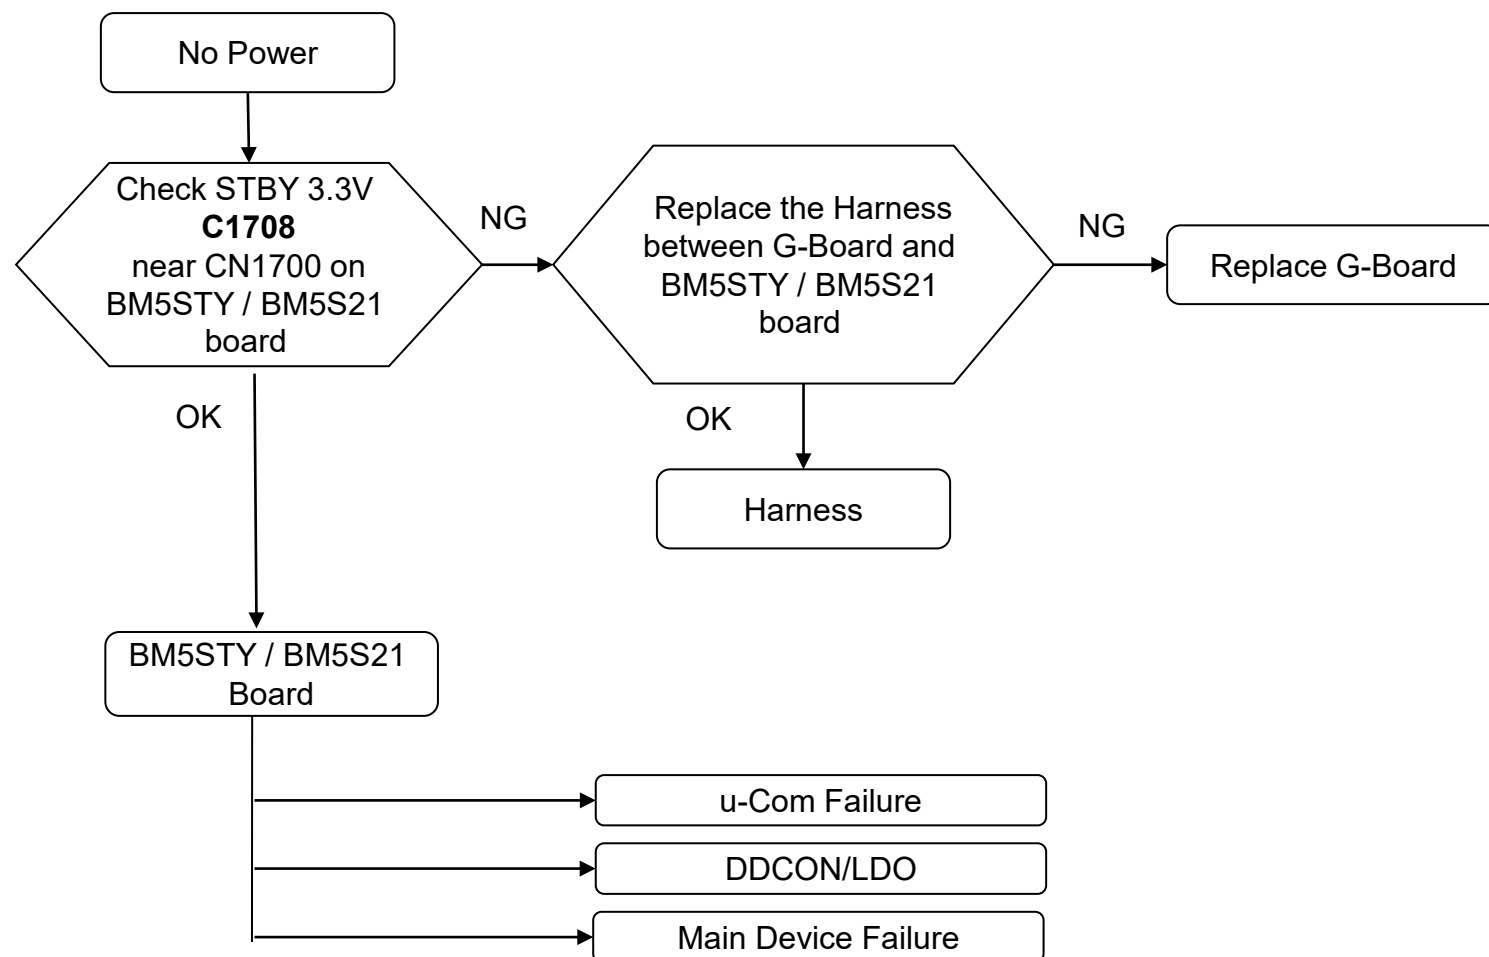 No Power
Check STBY 3.3V
C1708
near CN1700 on
BM5STY / BM5S21
board
NG
Replace the Harness
between G-Board and
BM5STY / BM5S21
board
NG
Replace G-Board
OK
OK
Harness
BM5STY / BM5S21
Board
u-Com Failure
DDCON/LDO
Main Device Failure